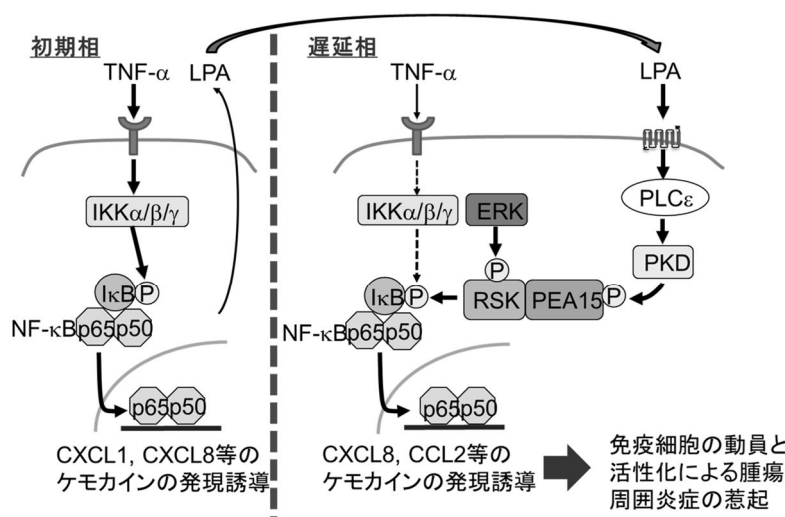 初期相
TNF-α
LPA
IKKα/β/γ
IκB P
NF-κB p65 p50
p65 p50
CXCL1, CXCL8等の
ケモカインの発現誘導
遅延相
TNF-α
LPA
PLCε
PKD
IKKα/β/γ
ERK
P
IκB P
RSK PEA15 P
NF-κB p65 p50
p65 p50
CXCL8, CCL2等の
ケモカインの発現誘導
免疫細胞の動員と
活性化による腫瘍
周囲炎症の惹起